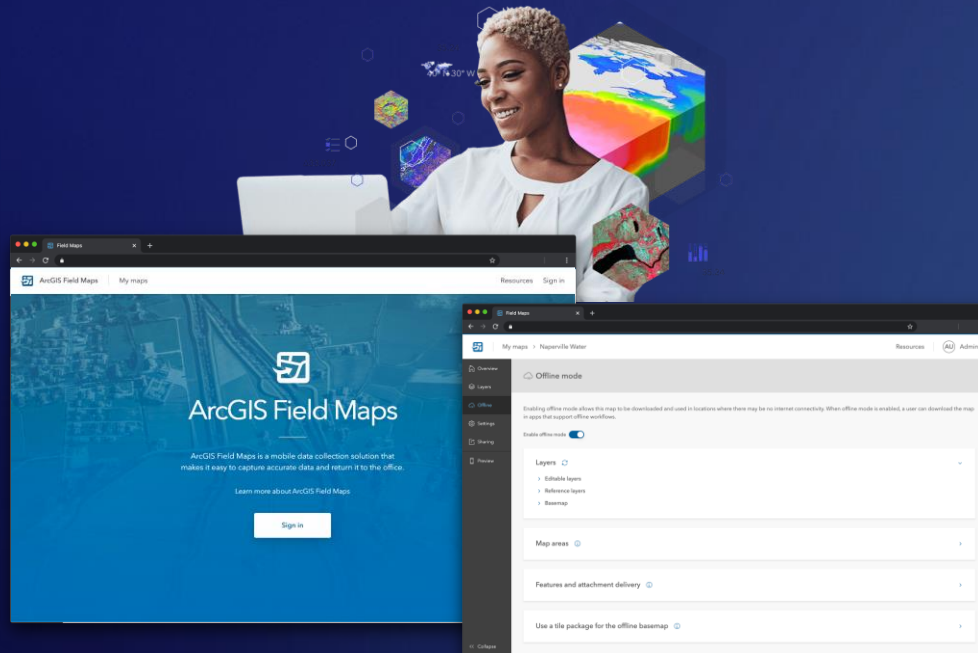 40° N 30° W
Field Maps
ArcGIS Field Maps
My maps
Resources
Sign in
ArcGIS Field Maps
ArcGIS Field Maps is a mobile data collection solution that
makes it easy to capture accurate data and return it to the office.
Learn more about ArcGIS Field Maps
Sign in
Field Maps
My maps > Naperville Water
Resources
AU Admin
Overview
Layers
Offline
Settings
Sharing
Preview
Collapse
Offline mode
Enabling offline mode allows this map to be downloaded and used in locations where there may be no internet connectivity. When offline mode is enabled, a user can download the map
in apps that support offline workflows.
Enable offline mode
Layers
Editable layers
Reference layers
Basemap
Map areas
Features and attachment delivery
Use a tile package for the offline basemap